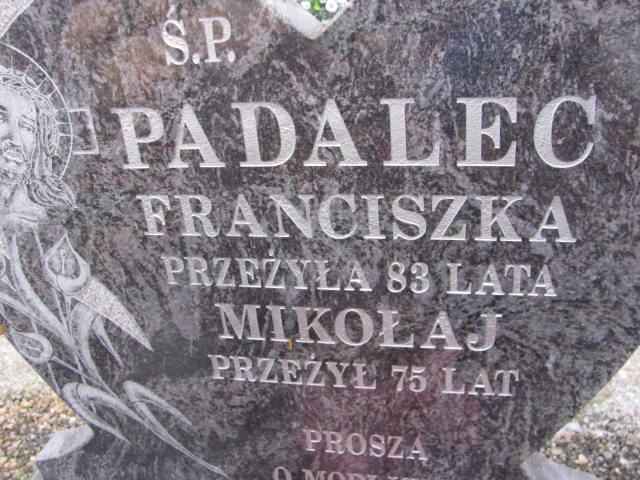 Ś.P.
PADALEC
FRANCISZKA
PRZEŻYŁA 83 LATA
MIKOŁAJ
PRZEŻYŁ 75 LAT
PROSZĄ
O